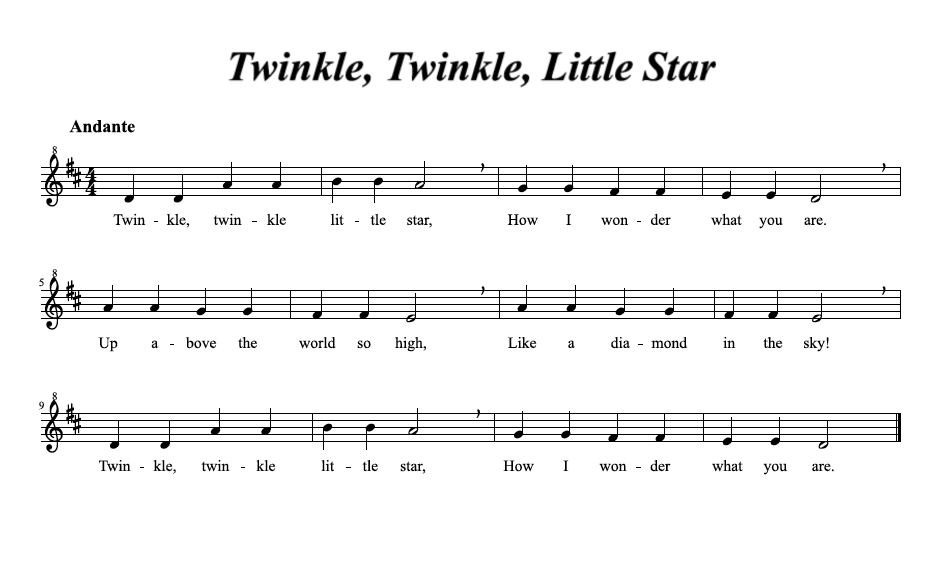 Twinkle, Twinkle, Little Star
Andante
8
4
4
Twin - kle, twin - kle lit - tle star, How I won - der what you are.
8
5
Up a - bove the world so high, Like a dia - mond in the sky!
8
9
Twin - kle, twin - kle lit - tle star, How I won - der what you are.